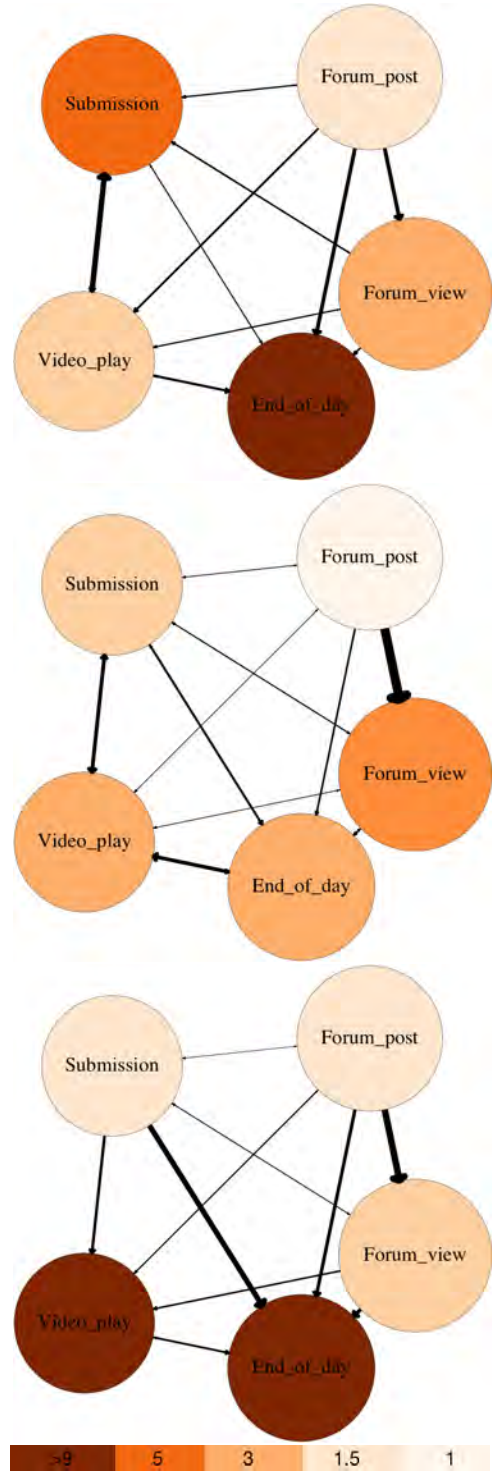 Forum_post
Submission
Forum_view
Video_play
End_of_day
Forum_post
Submission
Forum_view
Video_play
End_of_day
Forum_post
Submission
Forum_view
Video_play
End_of_day
>9 5 3 1.5 1